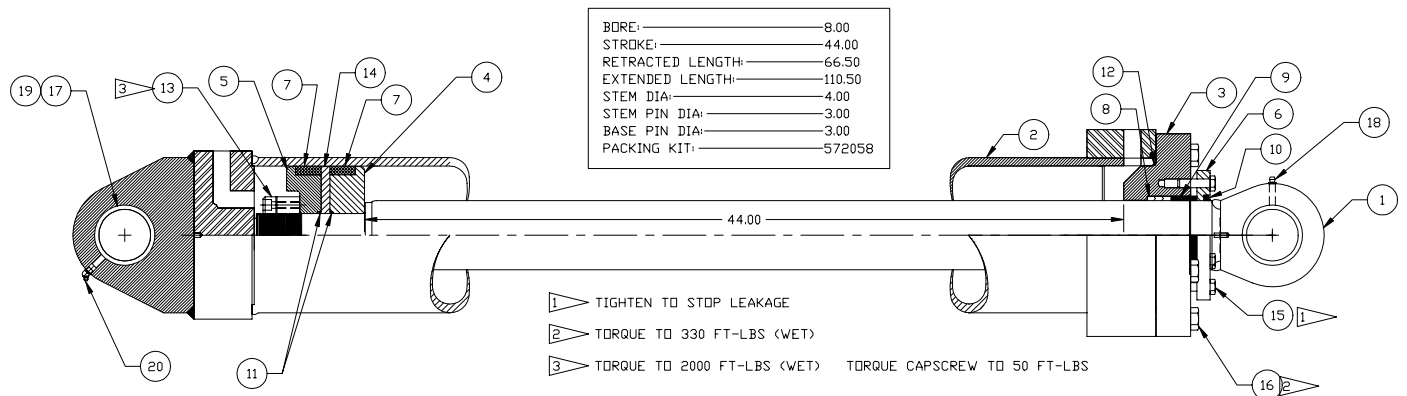 BORE: 8.00
STROKE: 44.00
RETRACTED LENGTH: 66.50
EXTENDED LENGTH: 110.50
STEM DIA: 4.00
STEM PIN DIA: 3.00
BASE PIN DIA: 3.00
PACKING KIT: 572058
19 17 3 13 5 7 14 7 4
2 12 8 3 9 6 10 18
1
44.00
20 11
15 1
16 2
1 TIGHTEN TO STOP LEAKAGE
2 TORQUE TO 330 FT-LBS (WET)
3 TORQUE TO 2000 FT-LBS (WET) TORQUE CAPSCREW TO 50 FT-LBS